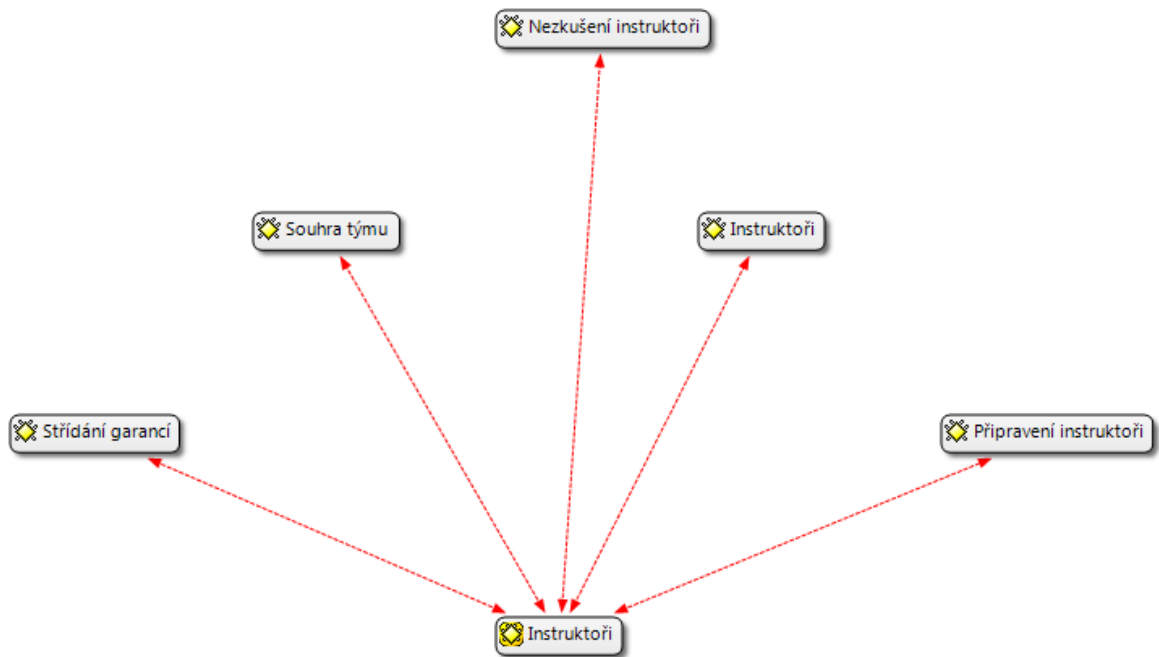 Nezkušení instruktoři
Souhra týmu
Instruktoři
Střídání garancí
Připravení instruktoři
Instruktoři